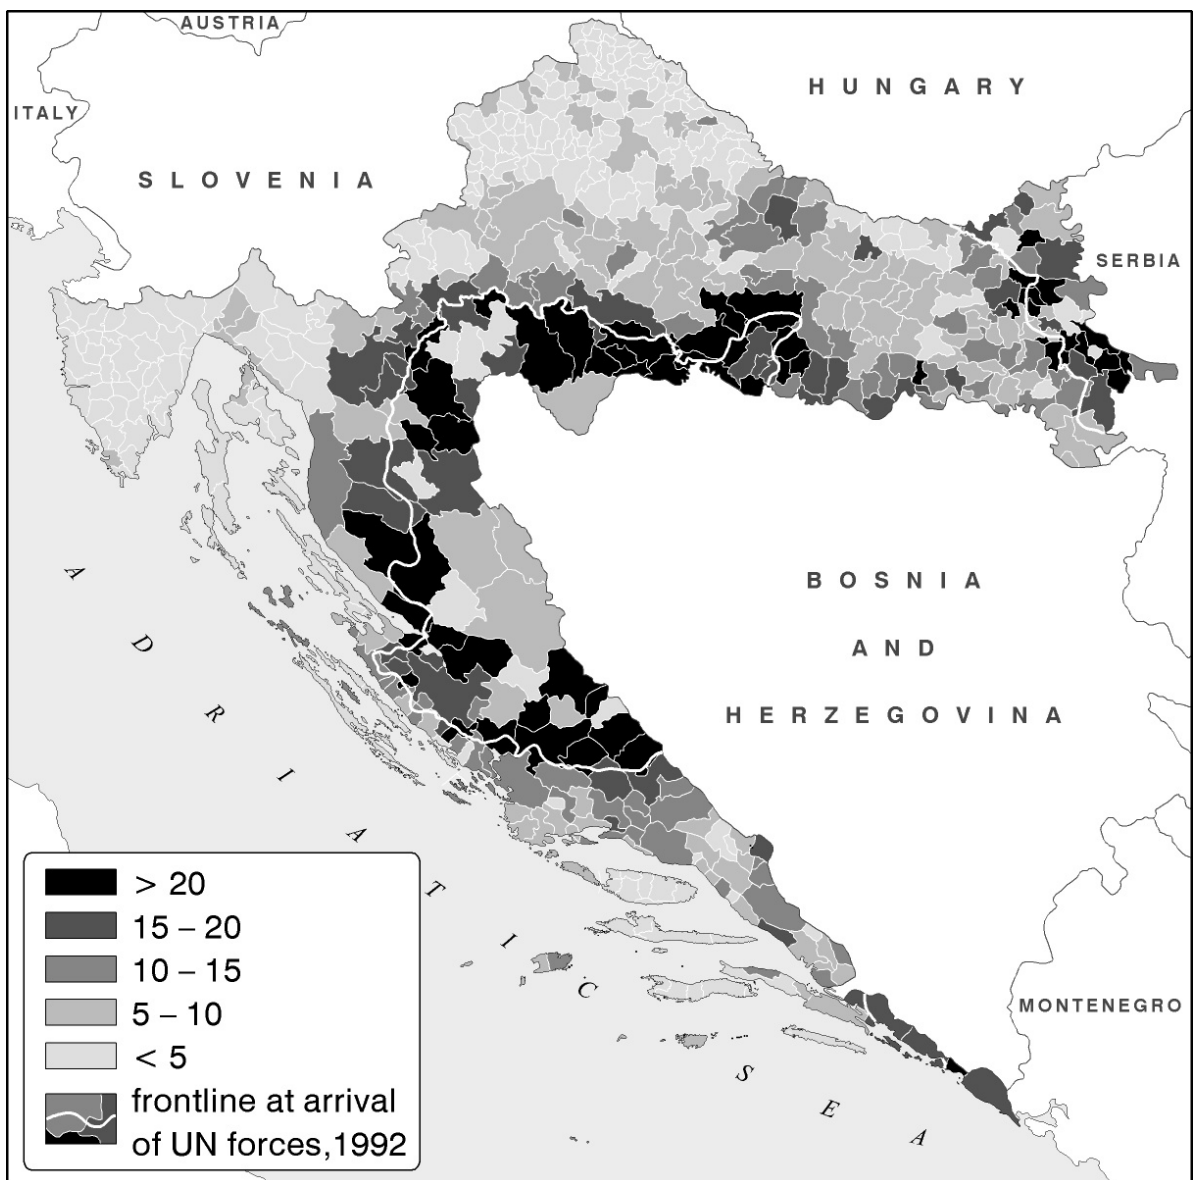 AUSTRIA
HUNGARY
ITALY
SLOVENIA
SERBIA
BOSNIA
AND
HERZEGOVINA
ADRIATIC SEA
MONTENEGRO
> 20
15 – 20
10 – 15
5 – 10
< 5
frontline at arrival
of UN forces,1992